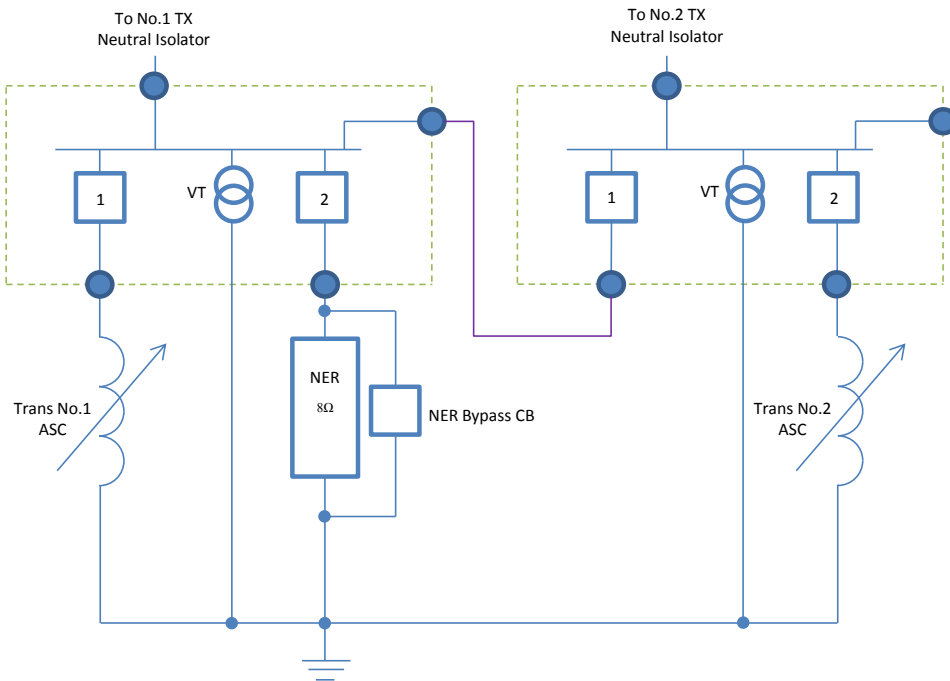 To No.1 TX
Neutral Isolator
To No.2 TX
Neutral Isolator
1
VT
2
1
VT
2
NER
8Ω
NER Bypass CB
Trans No.1
ASC
Trans No.2
ASC